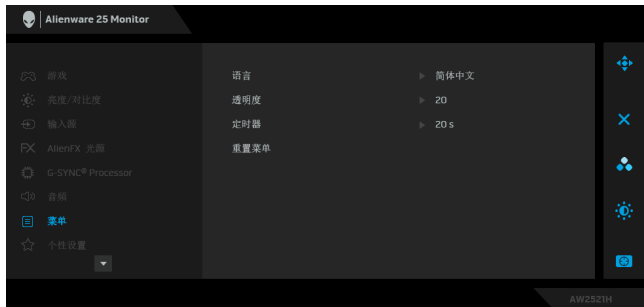 Alienware 25 Monitor
游戏
亮度/对比度
输入源
AlienFX 光源
G-SYNC® Processor
音频
菜单
个性设置
语言 简体中文
透明度 20
定时器 20 s
重置菜单
AW2521H